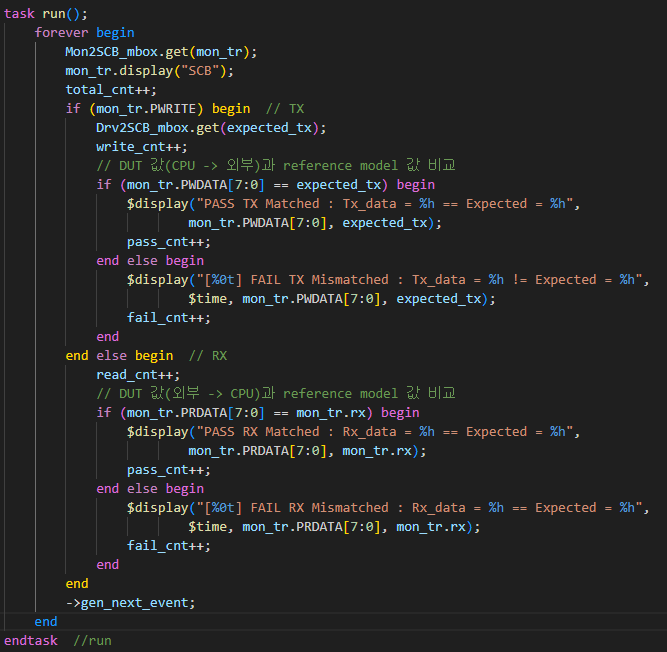 task run();
forever begin
Mon2SCB_mbox.get(mon_tr);
mon_tr.display("SCB");
total_cnt++;
if (mon_tr.PWRITE) begin  // TX
Drv2SCB_mbox.get(expected_tx);
write_cnt++;
// DUT 값(CPU -> 외부)과 reference model 값 비교
if (mon_tr.PWDATA[7:0] == expected_tx) begin
$display("PASS TX Matched : Tx_data = %h == Expected = %h",
mon_tr.PWDATA[7:0], expected_tx);
pass_cnt++;
end else begin
$display("[%0t] FAIL TX Mismatched : Tx_data = %h != Expected = %h",
$time, mon_tr.PWDATA[7:0], expected_tx);
fail_cnt++;
end
end else begin  // RX
read_cnt++;
// DUT 값(외부 -> CPU)과 reference model 값 비교
if (mon_tr.PRDATA[7:0] == mon_tr.rx) begin
$display("PASS RX Matched : Rx_data = %h == Expected = %h",
mon_tr.PRDATA[7:0], mon_tr.rx);
pass_cnt++;
end else begin
$display("[%0t] FAIL RX Mismatched : Rx_data = %h == Expected = %h",
$time, mon_tr.PRDATA[7:0], mon_tr.rx);
fail_cnt++;
end
end
->gen_next_event;
end
endtask  //run